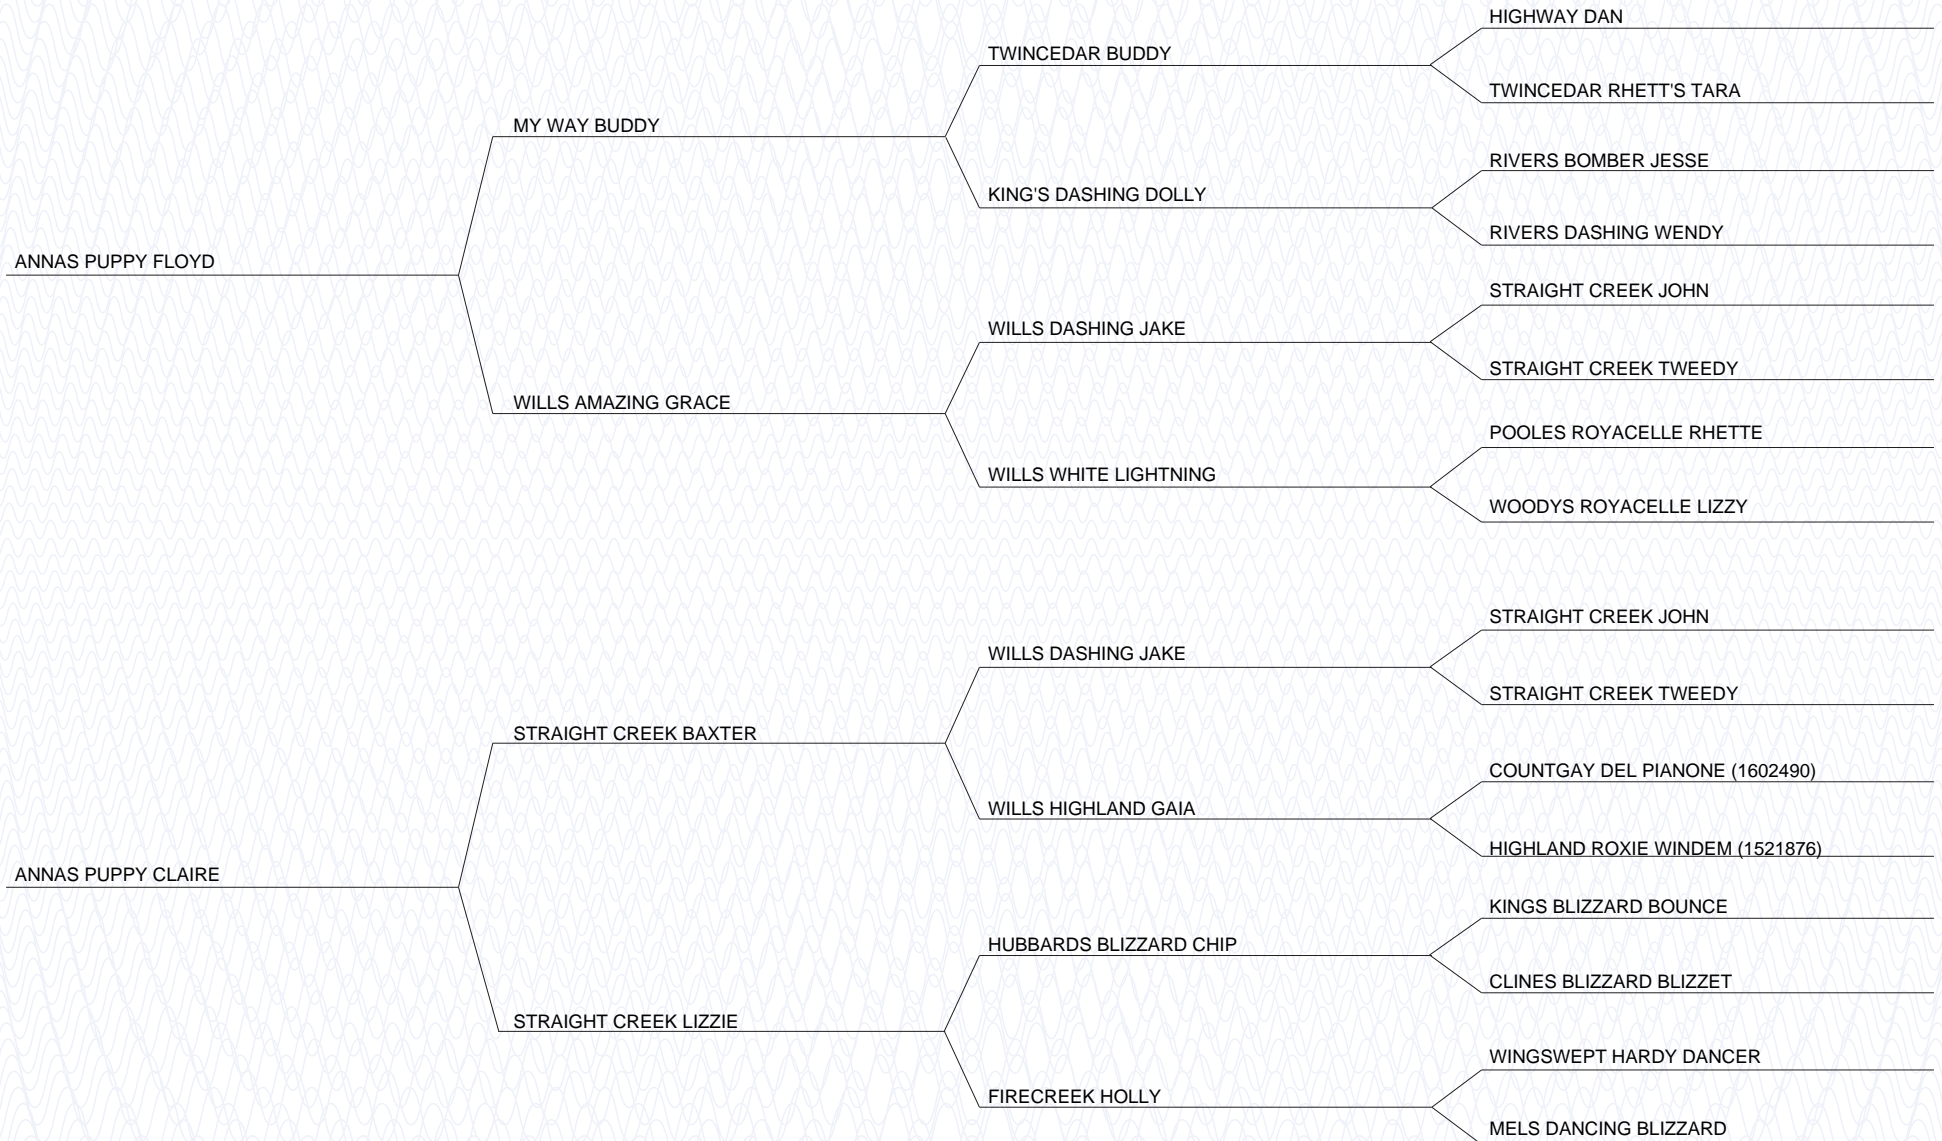 HIGHWAY DAN
TWINCEDAR BUDDY
TWINCEDAR RHETT'S TARA
MY WAY BUDDY
RIVERS BOMBER JESSE
KING'S DASHING DOLLY
RIVERS DASHING WENDY
ANNAS PUPPY FLOYD
STRAIGHT CREEK JOHN
WILLS DASHING JAKE
STRAIGHT CREEK TWEEDY
WILLS AMAZING GRACE
POOLES ROYACELLE RHETTE
WILLS WHITE LIGHTNING
WOODYS ROYACELLE LIZZY
STRAIGHT CREEK JOHN
WILLS DASHING JAKE
STRAIGHT CREEK TWEEDY
STRAIGHT CREEK BAXTER
COUNTGAY DEL PIANONE (1602490)
WILLS HIGHLAND GAIA
HIGHLAND ROXIE WINDEM (1521876)
ANNAS PUPPY CLAIRE
KINGS BLIZZARD BOUNCE
HUBBARDS BLIZZARD CHIP
CLINES BLIZZARD BLIZZET
STRAIGHT CREEK LIZZIE
WINGSWEPT HARDY DANCER
FIRECREEK HOLLY
MELS DANCING BLIZZARD